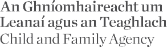 An Ghníomhaireacht um
Leanaí agus an Teaghlach
Child and Family Agency